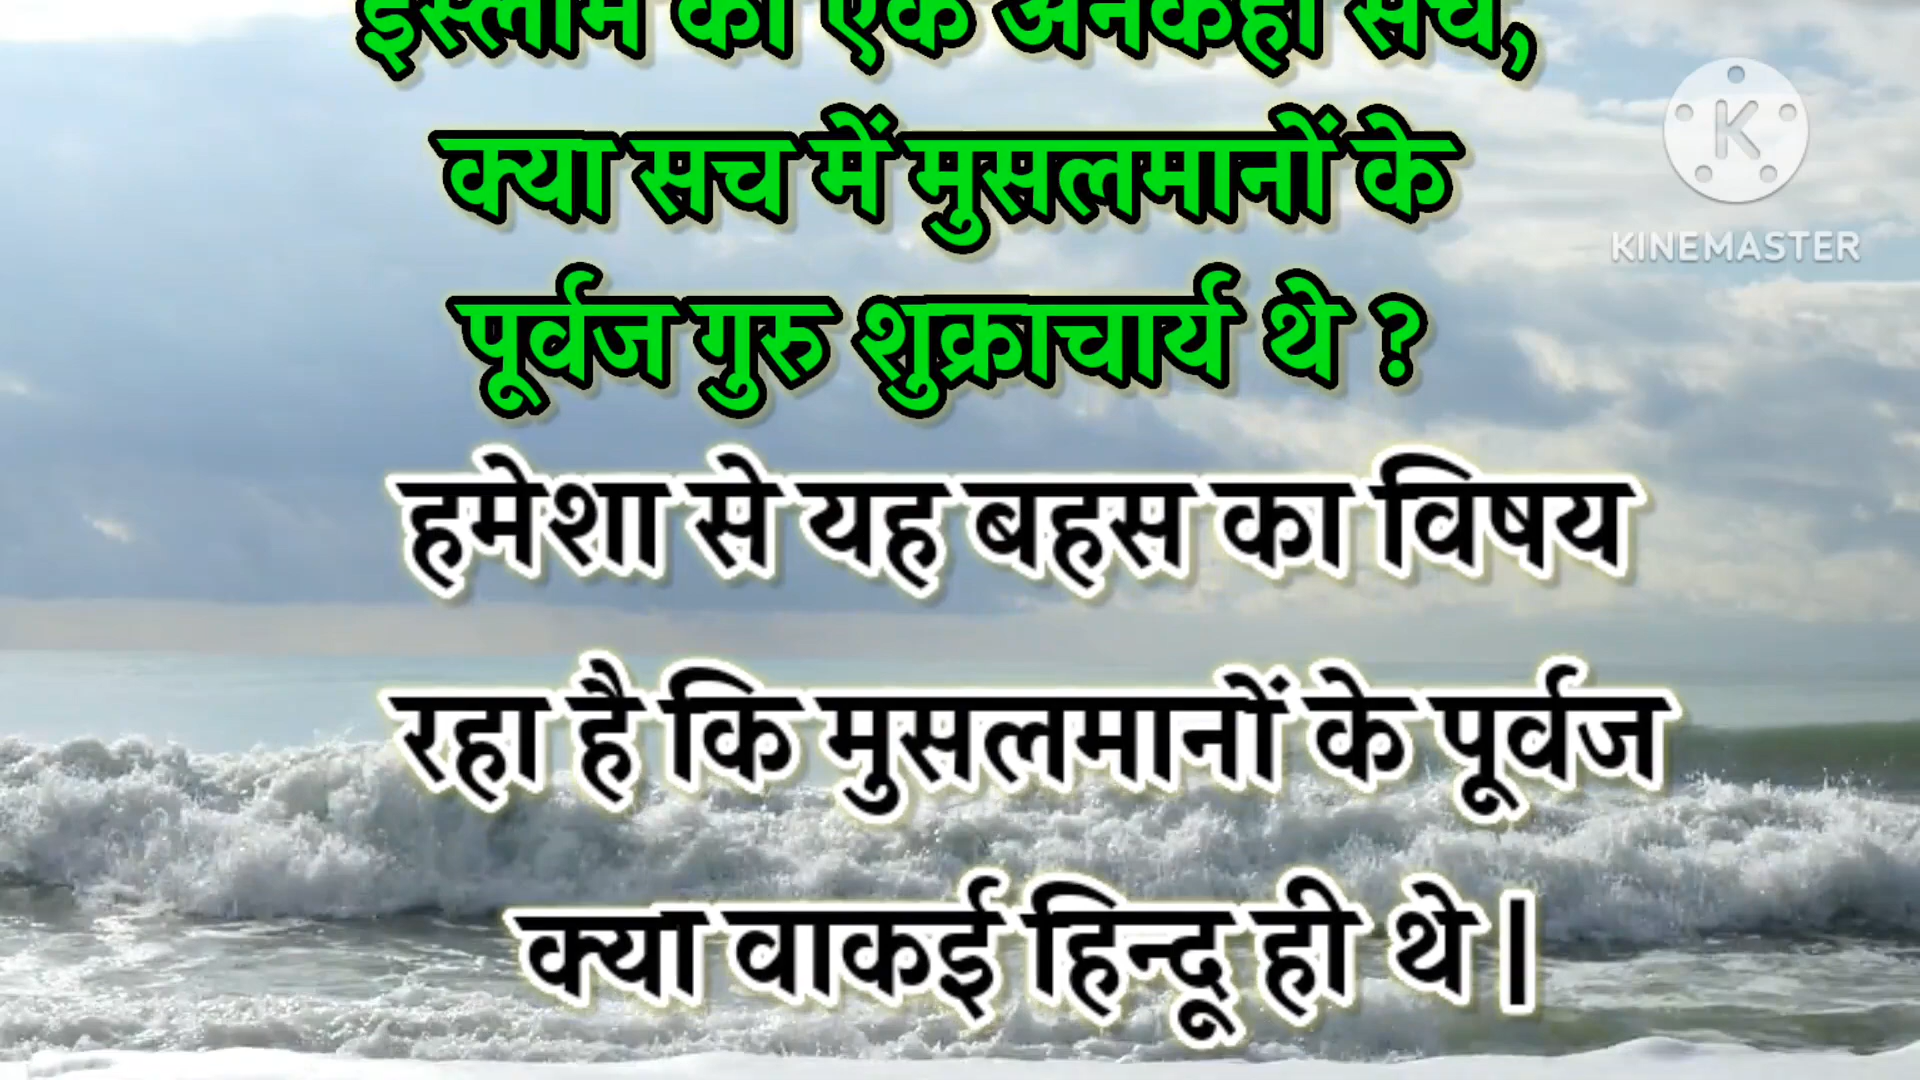 इस्लाम का एक अनकहा सच,
क्या सच में मुसलमानों के
पूर्वज गुरु शुक्राचार्य थे ?
हमेशा से यह बहस का विषय
रहा है कि मुसलमानों के पूर्वज
क्या वाकई हिन्दू ही थे |
K
KINEMASTER